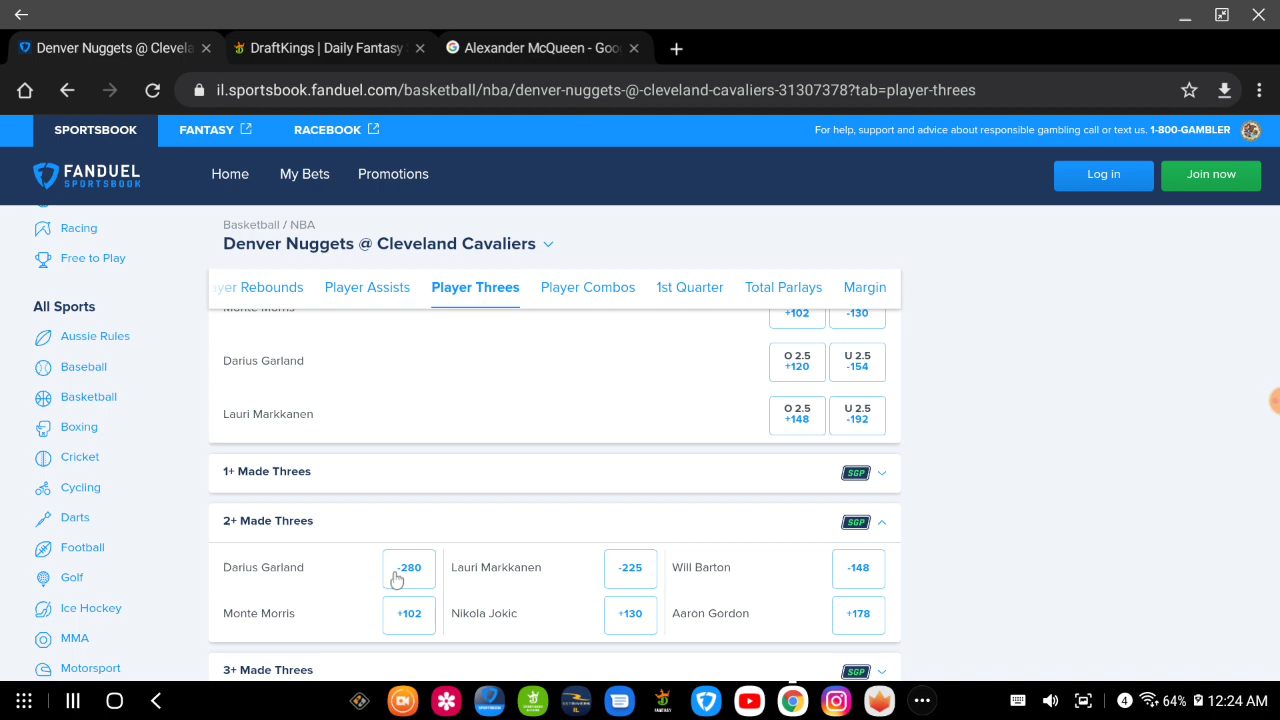 Denver Nuggets @ Clevela
DraftKings | Daily Fantasy
Alexander McQueen - Goo
il.sportsbook.fanduel.com/basketball/nba/denver-nuggets-@-cleveland-cavaliers-31307378?tab=player-threes
SPORTSBOOK FANTASY RACEBOOK For help, support and advice about responsible gambling call or text us. 1-800-GAMBLER
FANDUEL
SPORTSBOOK
Home My Bets Promotions Log in Join now
Racing
Free to Play
All Sports
Aussie Rules
Baseball
Basketball
Boxing
Cricket
Cycling
Darts
Football
Golf
Ice Hockey
MMA
Motorsport
Basketball / NBA
Denver Nuggets @ Cleveland Cavaliers
yer Rebounds Player Assists Player Threes Player Combos 1st Quarter Total Parlays Margin
Monte Morris +102 -130
Darius Garland O 2.5 +120 U 2.5 -154
Lauri Markkanen O 2.5 +148 U 2.5 -192
1+ Made Threes SGP
2+ Made Threes SGP
Darius Garland -280 Lauri Markkanen -225 Will Barton -148
Monte Morris +102 Nikola Jokic +130 Aaron Gordon +178
3+ Made Threes SGP
4 64% 12:24 AM